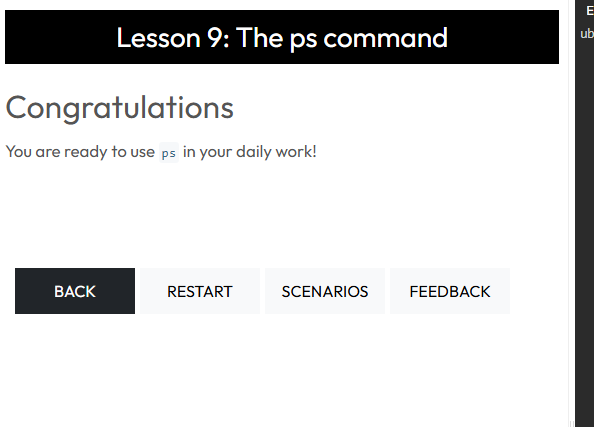 Lesson 9: The ps command
E
ub
Congratulations
You are ready to use ps in your daily work!
BACK RESTART SCENARIOS FEEDBACK